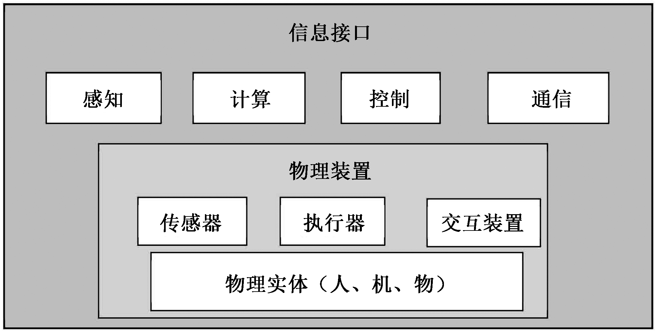 信息接口
感知 计算 控制 通信
物理装置
传感器 执行器 交互装置
物理实体（人、机、物）